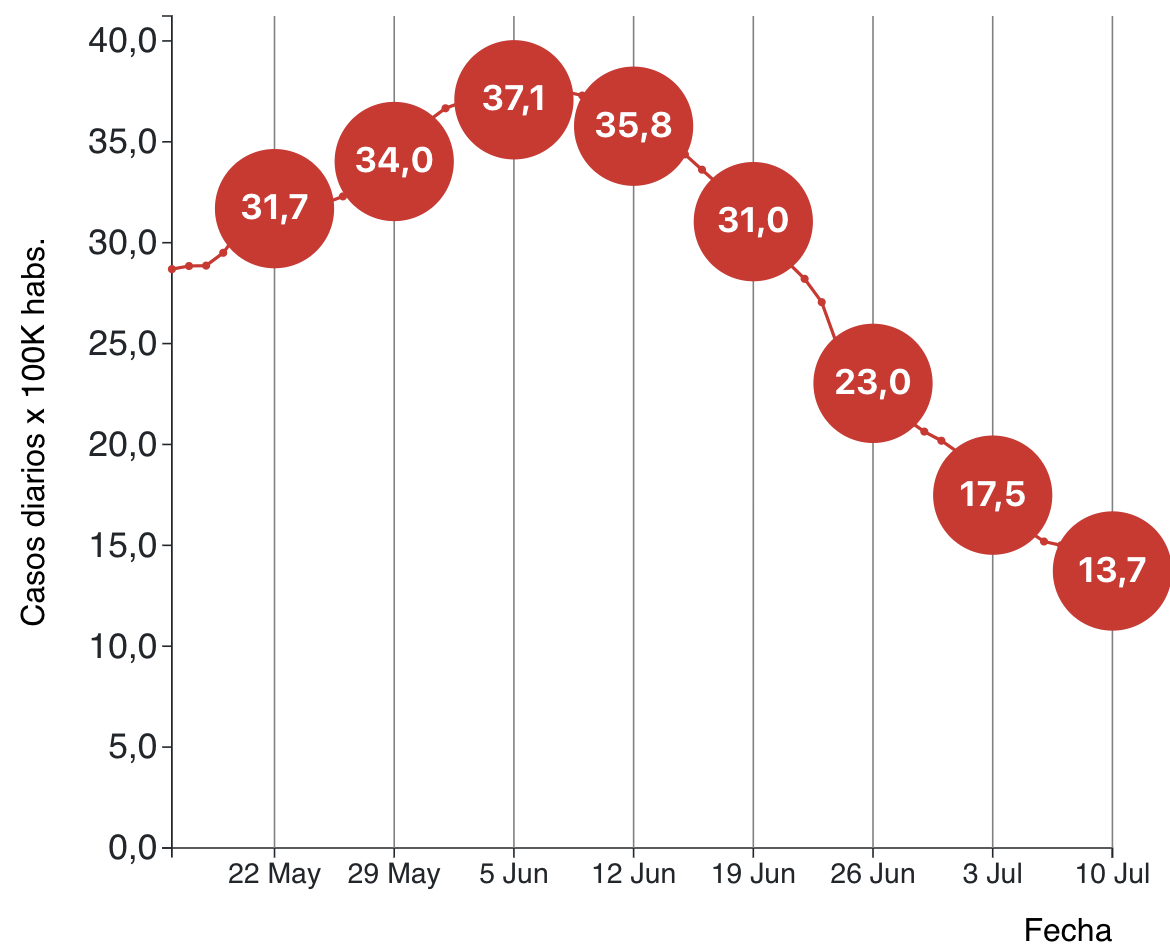 40,0
35,0
30,0
25,0
20,0
15,0
10,0
5,0
0,0
Casos diarios x 100K habs.
31,7
34,0
37,1
35,8
31,0
23,0
17,5
13,7
22 May
29 May
5 Jun
12 Jun
19 Jun
26 Jun
3 Jul
10 Jul
Fecha